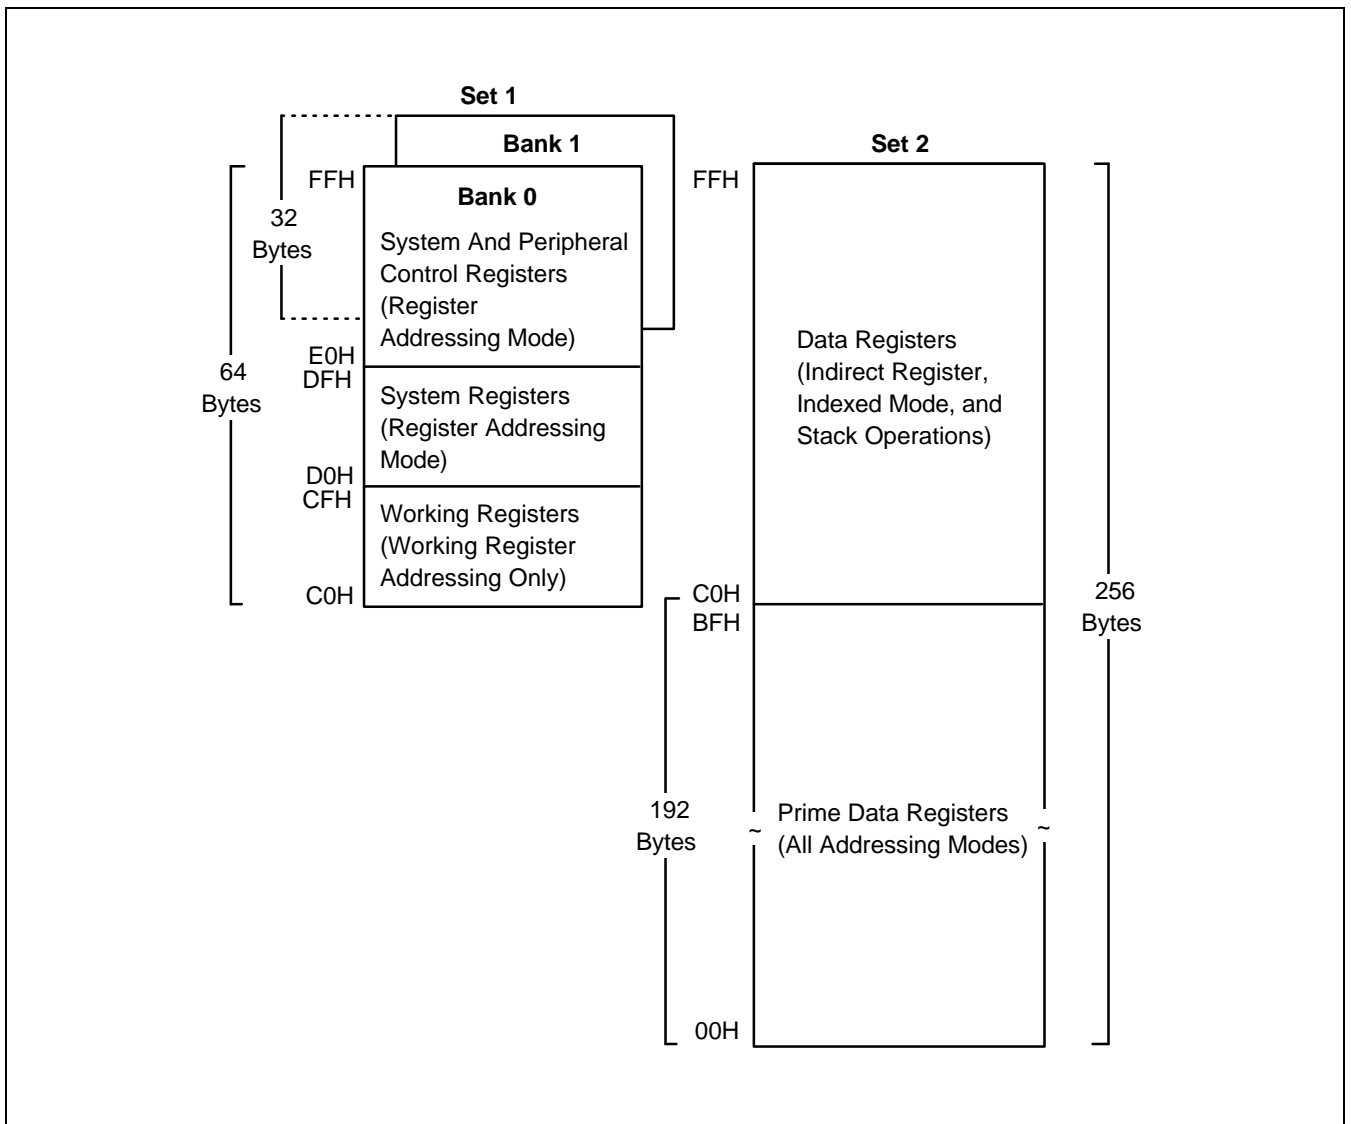 Set 1
Bank 1
Set 2
FFH
Bank 0
FFH
32
Bytes
System And Peripheral
Control Registers
(Register
Addressing Mode)
E0H
DFH
64
Bytes
System Registers
(Register Addressing
Mode)
D0H
CFH
Working Registers
(Working Register
Addressing Only)
C0H
Data Registers
(Indirect Register,
Indexed Mode, and
Stack Operations)
C0H
BFH
256
Bytes
192
Bytes
~
Prime Data Registers
(All Addressing Modes)
~
00H